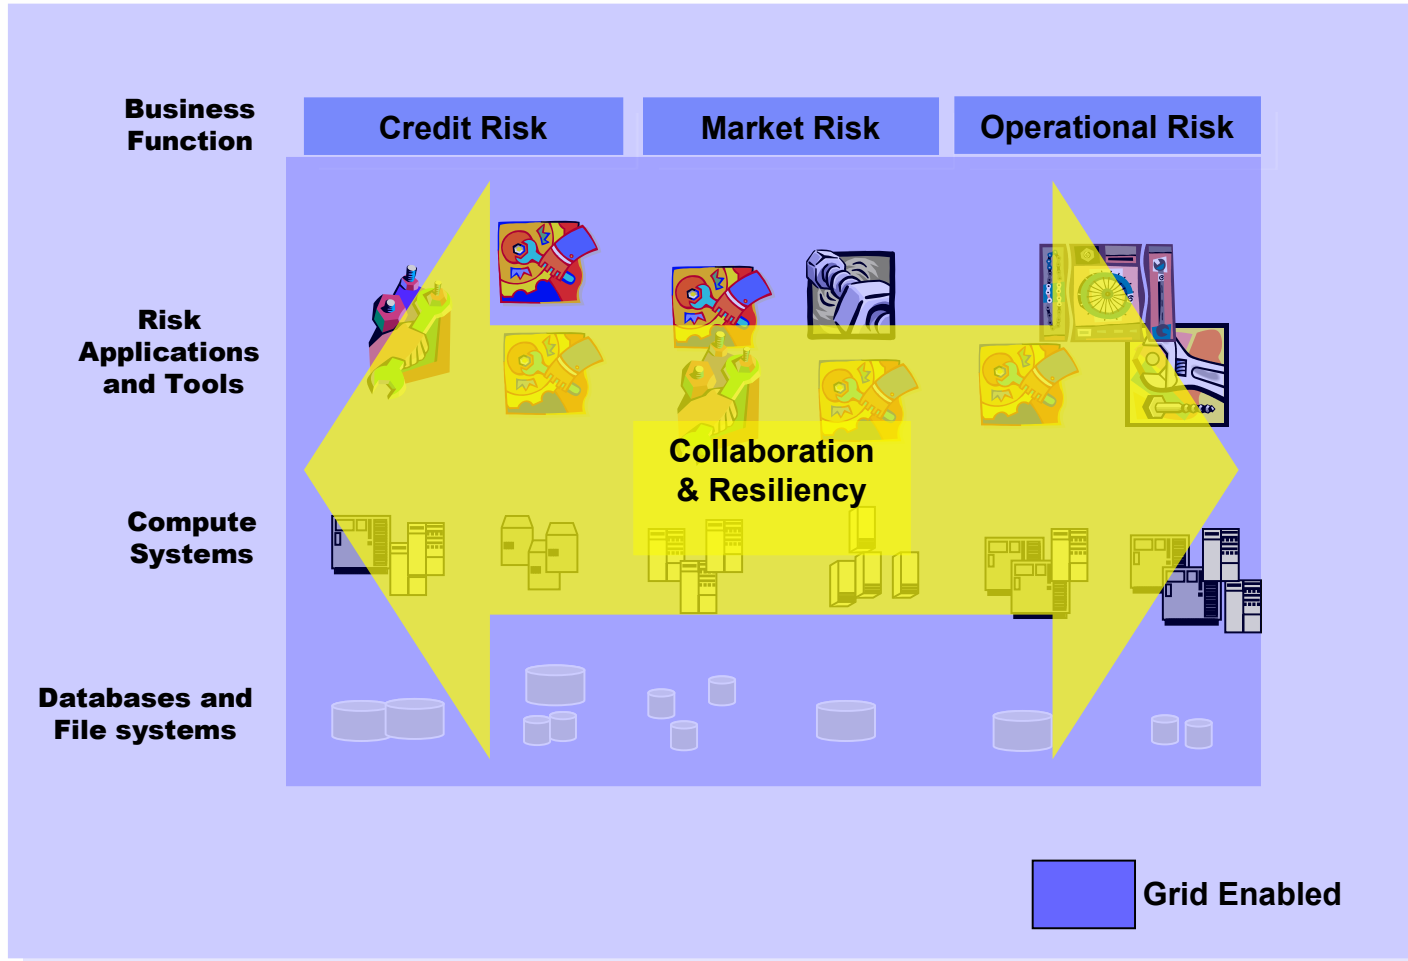 Business
Function
Credit Risk
Market Risk
Operational Risk
Risk
Applications
and Tools
Collaboration
& Resiliency
Compute
Systems
Databases and
File systems
Grid Enabled